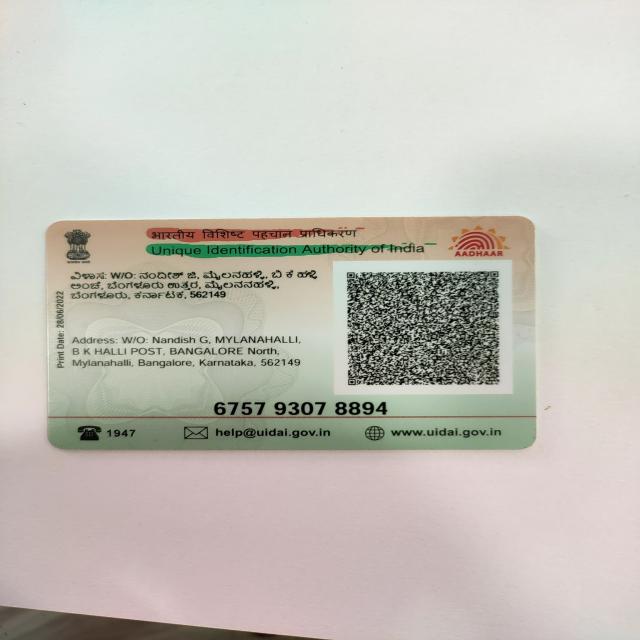 भारतीय विशिष्ट पहचान प्राधिकरण
Unique Identification Authority of India
AADHAAR
ವಿಳಾಸ: W/O: ನಂದೀಶ್ ಜಿ, ಮೈಲನಹಳ್ಳಿ, ಬಿ ಕೆ ಹಳ್ಳಿ
ಅಂಚೆ, ಬೆಂಗಳೂರು ಉತ್ತರ, ಮೈಲನಹಳ್ಳಿ,
ಬೆಂಗಳೂರು, ಕರ್ನಾಟಕ, 562149
Print Date: 28/06/2022
Address: W/O: Nandish G, MYLANAHALLI,
B K HALLI POST, BANGALORE North,
Mylanahalli, Bangalore, Karnataka, 562149
6757 9307 8894
1947
help@uidai.gov.in
www.uidai.gov.in